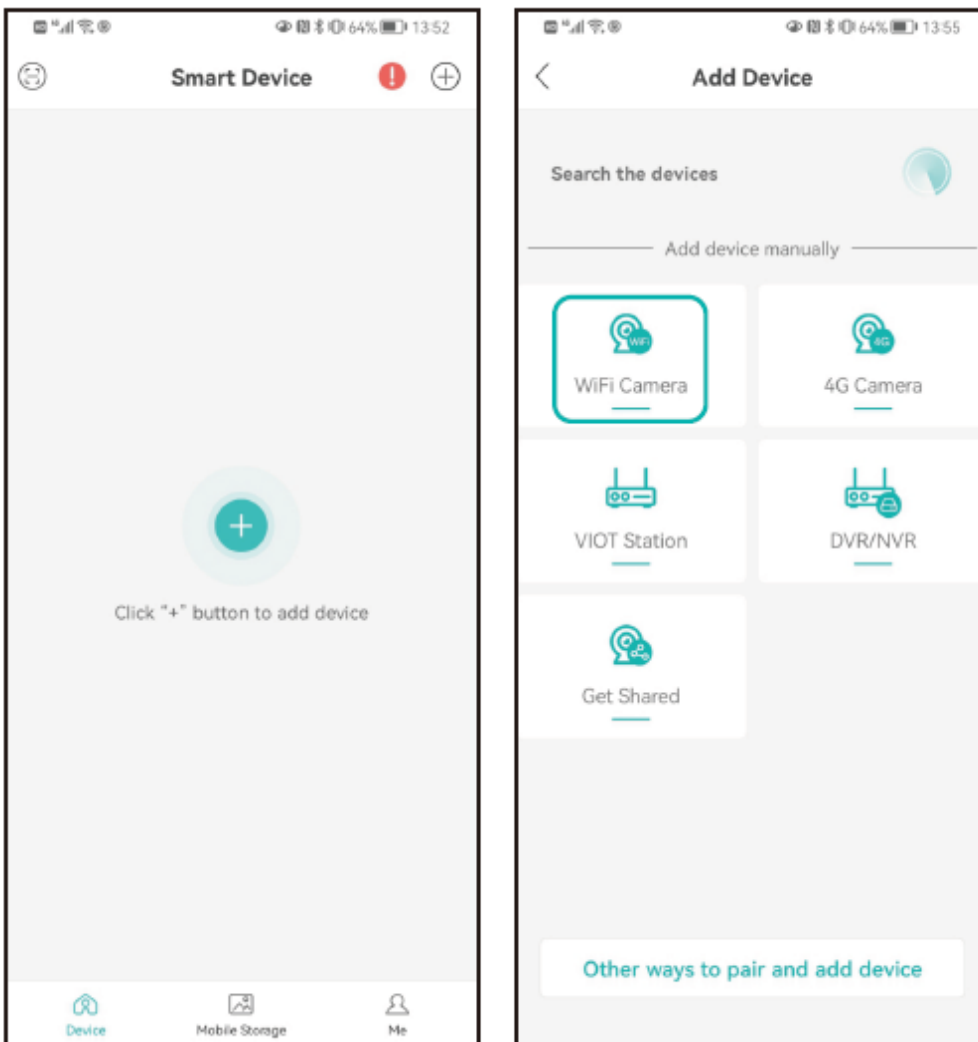 64% 13:52
Smart Device
Click "+" button to add device
Device
Mobile Storage
Me
64% 13:55
Add Device
Search the devices
Add device manually
WiFi
WiFi Camera
4G
4G Camera
VIOT Station
DVR/NVR
Get Shared
Other ways to pair and add device